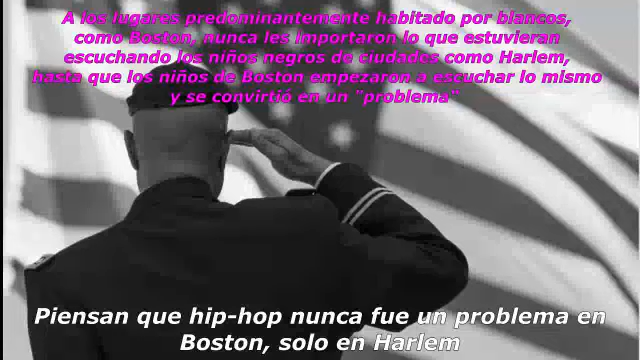 A los lugares predominantemente habitado por blancos,
como Boston, nunca les importaron lo que estuvieran
escuchando los niños negros de ciudades como Harlem,
hasta que los niños de Boston empezaron a escuchar lo mismo
y se convirtió en un "problema"
Piensan que hip-hop nunca fue un problema en
Boston, solo en Harlem